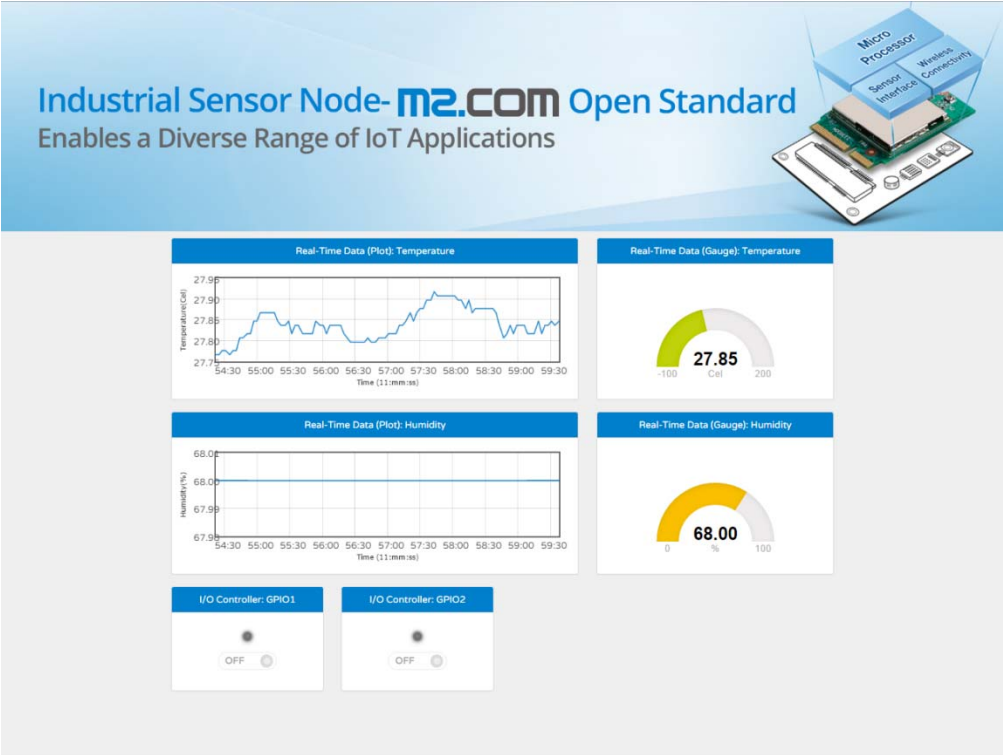 Industrial Sensor Node- m2.com Open Standard
Enables a Diverse Range of IoT Applications
Micro
Processor
Wireless
Connectivity
Sensor
Interface
Real-Time Data (Plot): Temperature
27.95
27.90
27.85
27.80
27.75
Temperature(Cel)
54:30 55:00 55:30 56:00 56:30 57:00 57:30 58:00 58:30 59:00 59:30
Time (11:mm:ss)
Real-Time Data (Gauge): Temperature
27.85
-100 Cel 200
Real-Time Data (Plot): Humidity
68.01
68.00
67.99
67.98
Humidity(%)
54:30 55:00 55:30 56:00 56:30 57:00 57:30 58:00 58:30 59:00 59:30
Time (11:mm:ss)
Real-Time Data (Gauge): Humidity
68.00
0 % 100
I/O Controller: GPIO1
OFF
I/O Controller: GPIO2
OFF